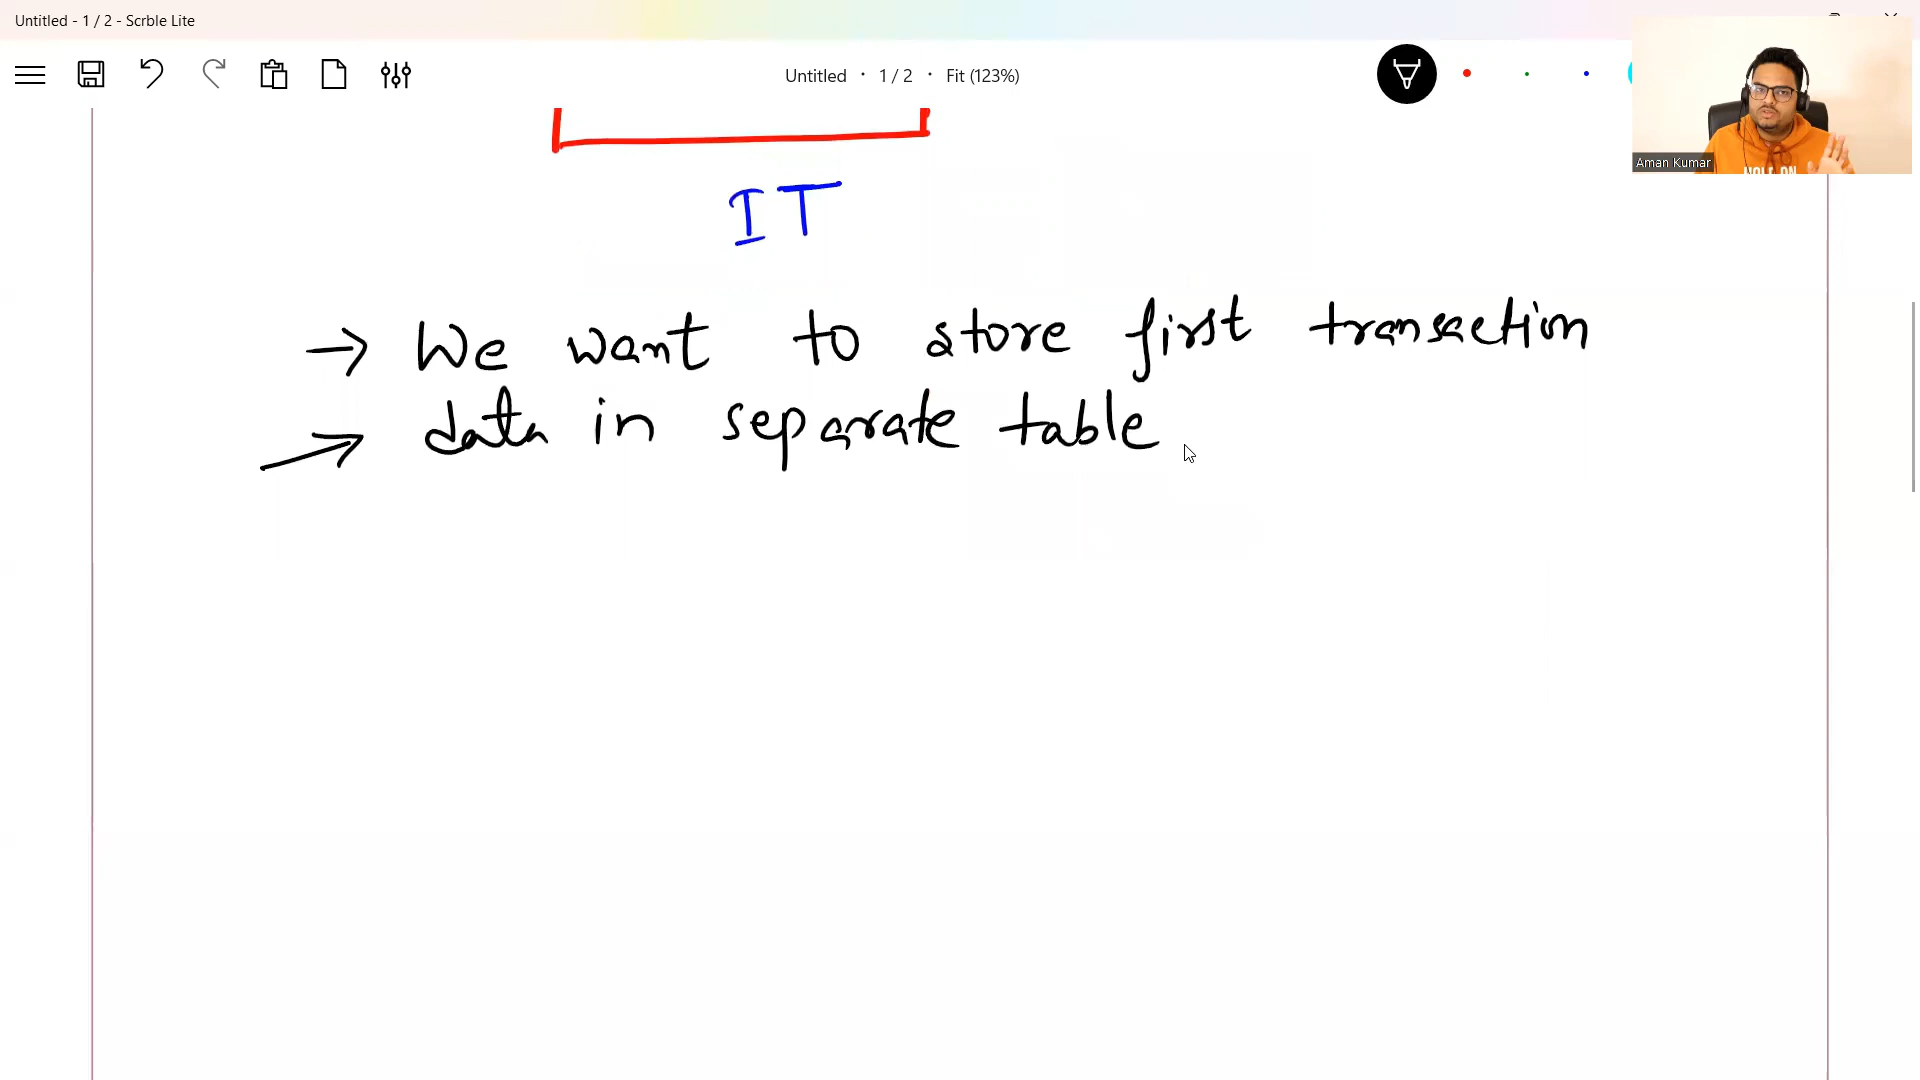 Untitled - 1 / 2 - Scrble Lite
Untitled • 1 / 2 • Fit (123%)
Aman Kumar
IT
→ We want to store first transaction
→ data in separate table